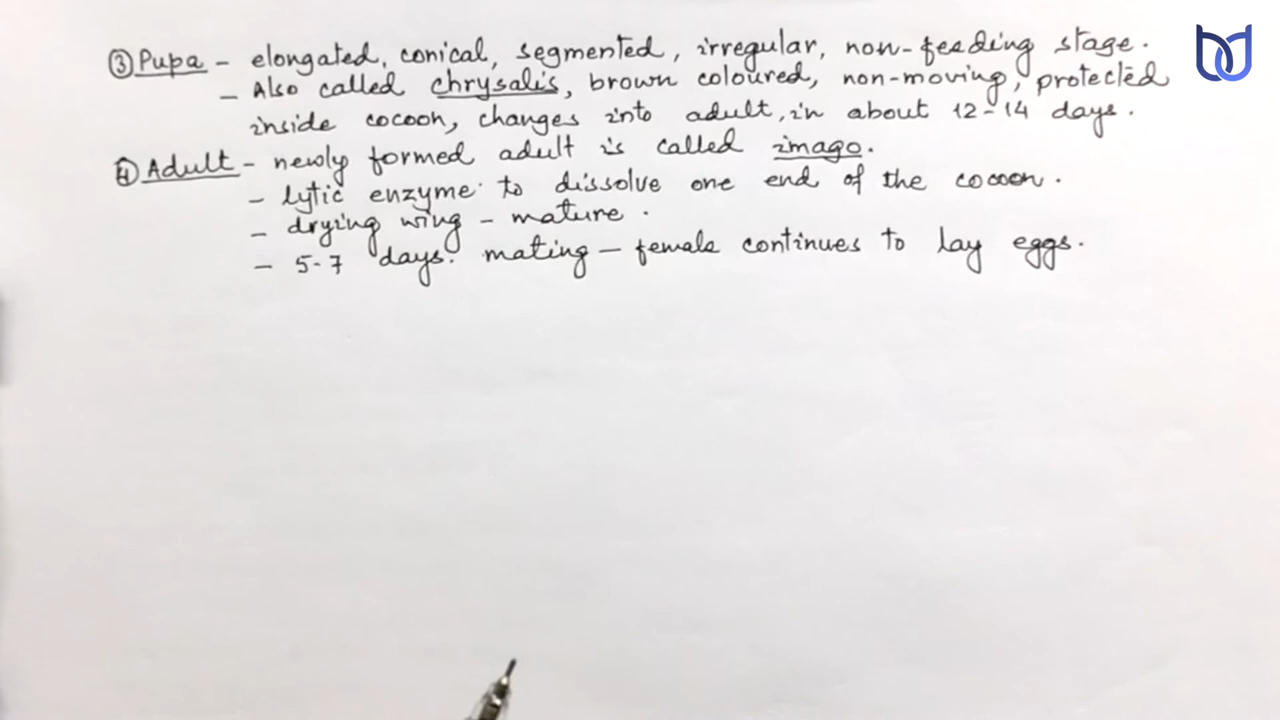 ③ Pupa - elongated, conical, segmented, irregular, non-feeding stage.
- Also called chrysalis, brown coloured, non-moving, protected
inside cocoon, changes into adult, in about 12-14 days.
④ Adult - newly formed adult is called imago.
- lytic enzyme to dissolve one end of the cocoon.
- drying wing - mature.
- 5-7 days. mating - female continues to lay eggs.